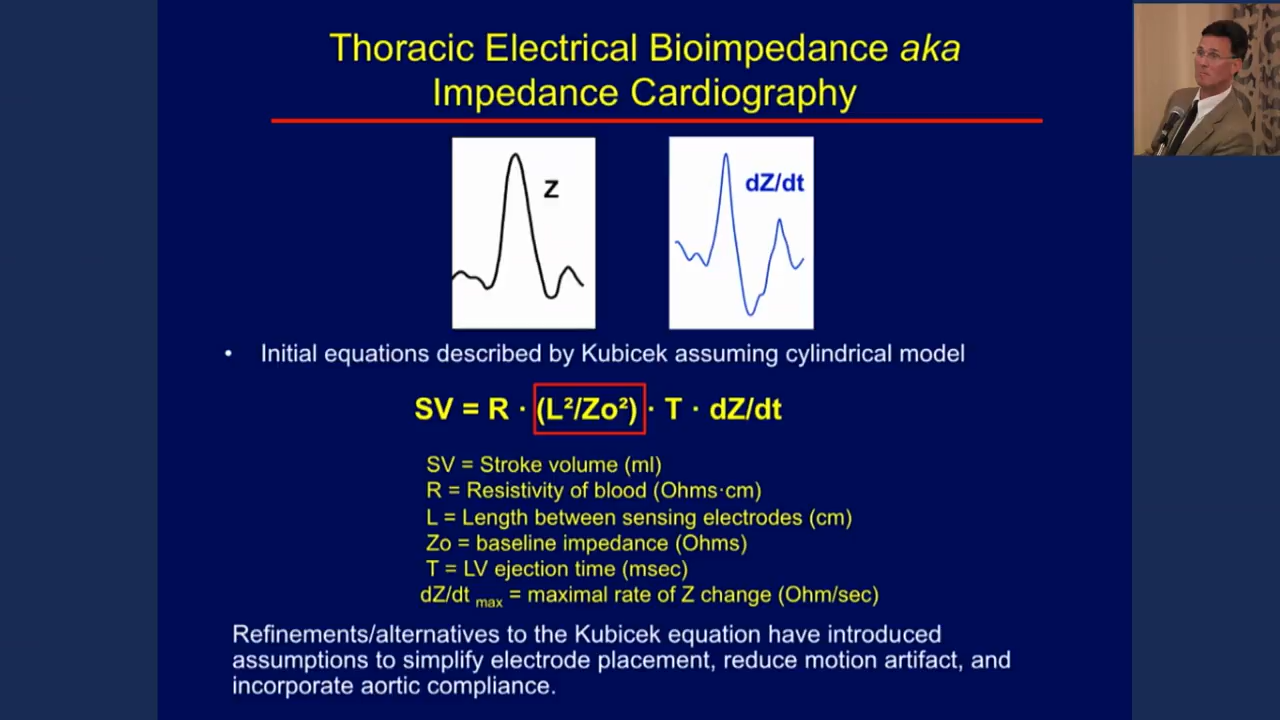 Thoracic Electrical Bioimpedance aka
Impedance Cardiography
Z
dZ/dt
• Initial equations described by Kubicek assuming cylindrical model
SV = R · (L²/Zo²) · T · dZ/dt
SV = Stroke volume (ml)
R = Resistivity of blood (Ohms·cm)
L = Length between sensing electrodes (cm)
Zo = baseline impedance (Ohms)
T = LV ejection time (msec)
dZ/dt max = maximal rate of Z change (Ohm/sec)
Refinements/alternatives to the Kubicek equation have introduced
assumptions to simplify electrode placement, reduce motion artifact, and
incorporate aortic compliance.